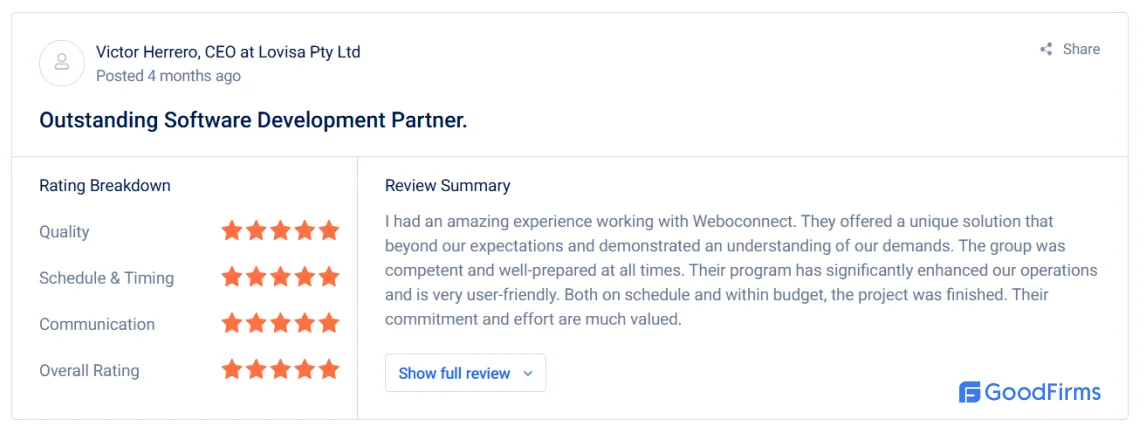 Victor Herrero, CEO at Lovisa Pty Ltd
Posted 4 months ago
Share
Outstanding Software Development Partner.
Rating Breakdown
Quality
Schedule & Timing
Communication
Overall Rating
Review Summary
I had an amazing experience working with Weboconnect. They offered a unique solution that
beyond our expectations and demonstrated an understanding of our demands. The group was
competent and well-prepared at all times. Their program has significantly enhanced our operations
and is very user-friendly. Both on schedule and within budget, the project was finished. Their
commitment and effort are much valued.
Show full review
GoodFirms